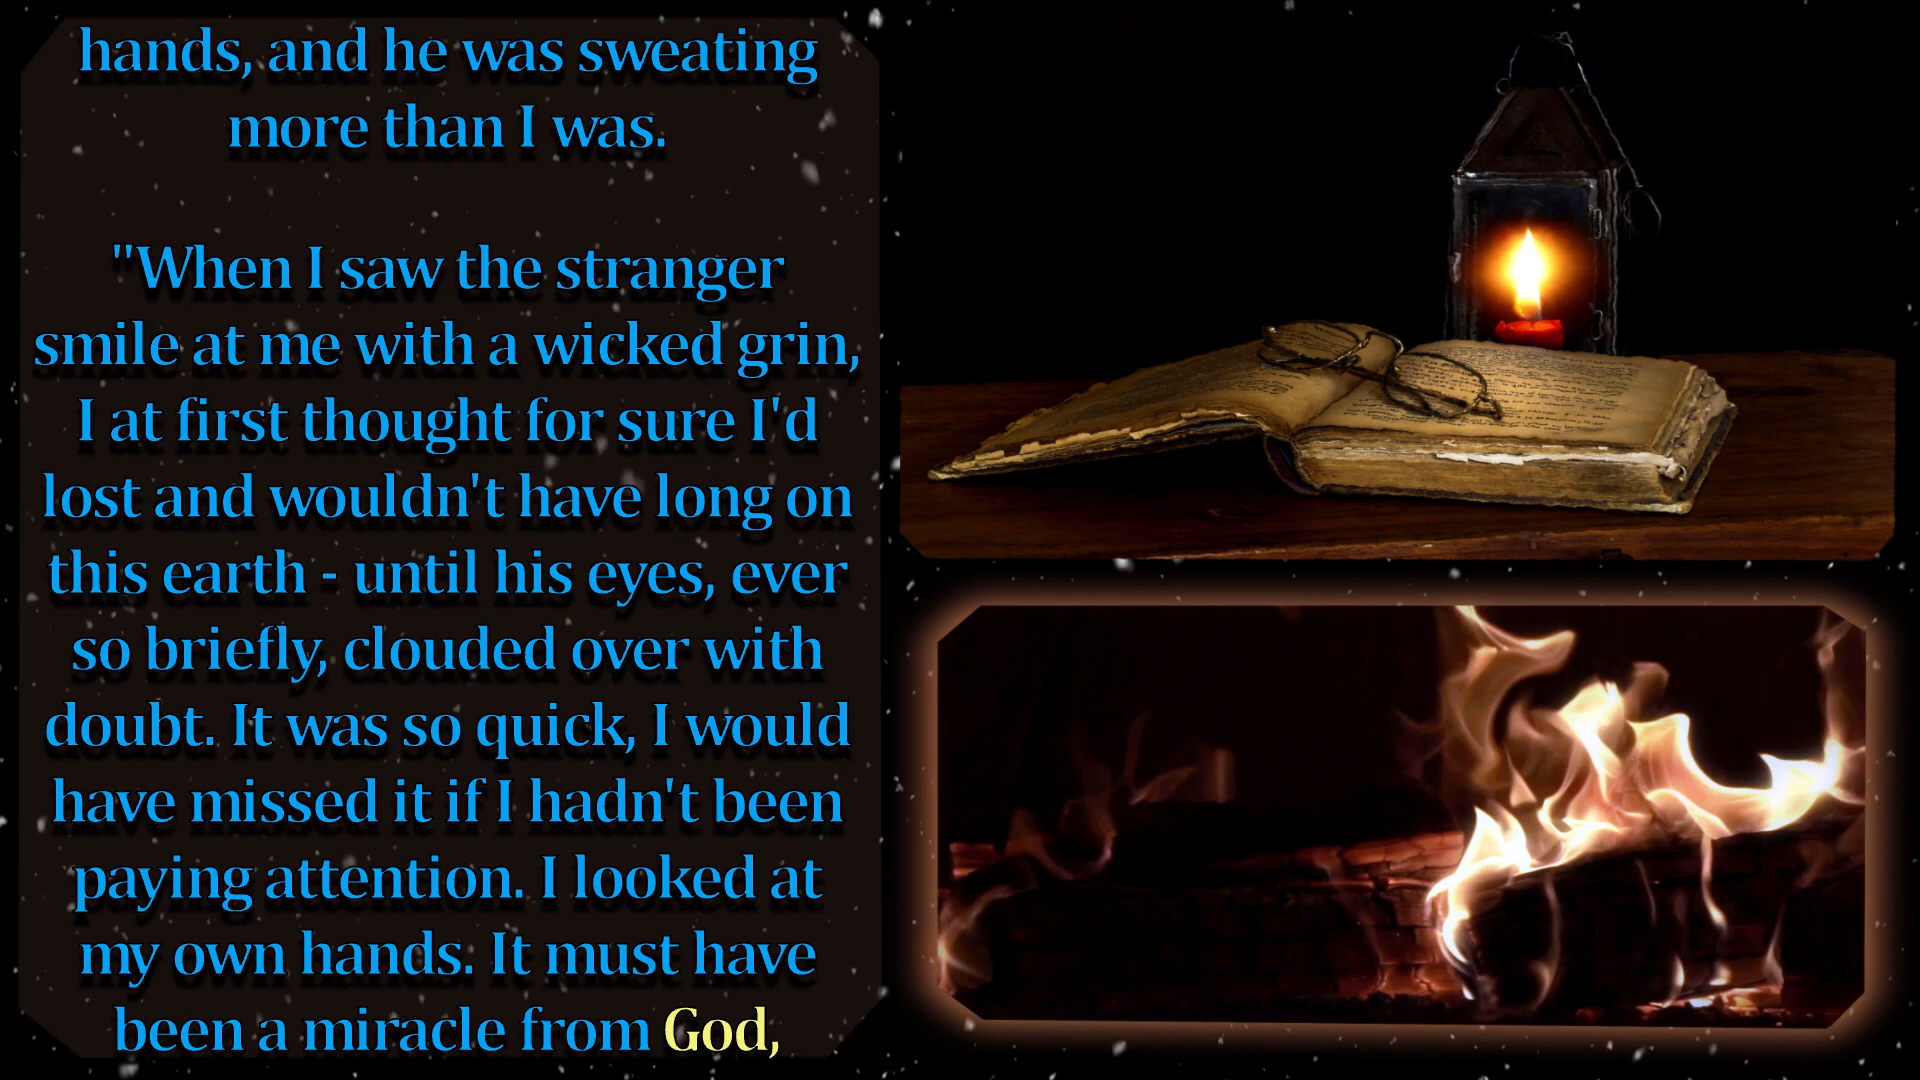 hands, and he was sweating
more than I was.
"When I saw the stranger
smile at me with a wicked grin,
I at first thought for sure I'd
lost and wouldn't have long on
this earth - until his eyes, ever
so briefly, clouded over with
doubt. It was so quick, I would
have missed it if I hadn't been
paying attention. I looked at
my own hands. It must have
been a miracle from God,